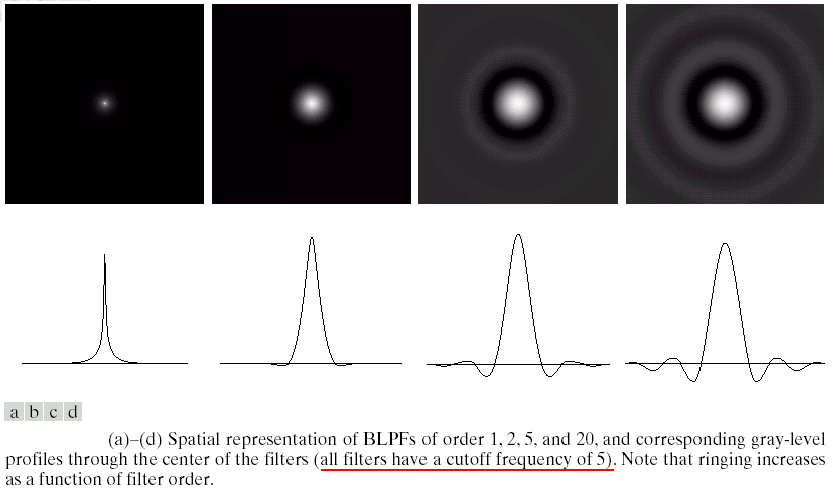 a b c d
(a)–(d) Spatial representation of BLPFs of order 1, 2, 5, and 20, and corresponding gray-level
profiles through the center of the filters (all filters have a cutoff frequency of 5). Note that ringing increases
as a function of filter order.